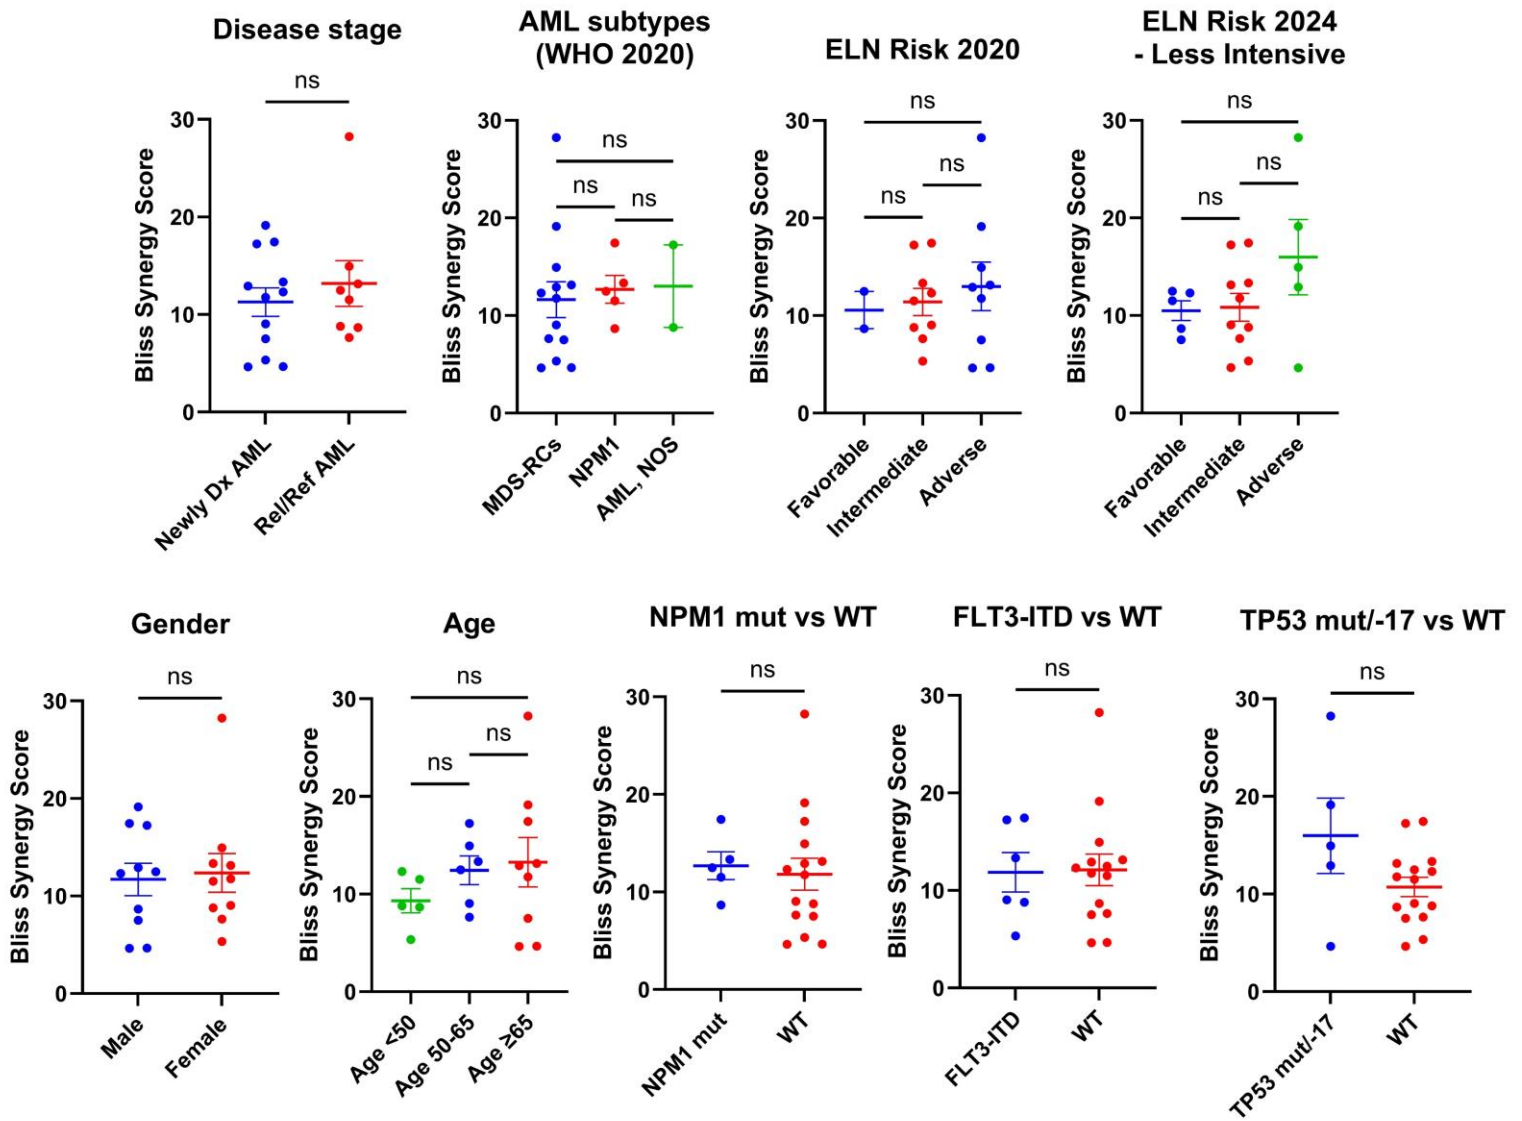 Disease stage
ns
Bliss Synergy Score
30
20
10
0
Newly Dx AML
Rel/Ref AML
AML subtypes
(WHO 2020)
ns
ns
ns
Bliss Synergy Score
30
20
10
0
MDS-RCs
NPM1
AML, NOS
ELN Risk 2020
ns
ns
ns
Bliss Synergy Score
30
20
10
0
Favorable
Intermediate
Adverse
ELN Risk 2024
- Less Intensive
ns
ns
ns
Bliss Synergy Score
30
20
10
0
Favorable
Intermediate
Adverse
Gender
ns
Bliss Synergy Score
30
20
10
0
Male
Female
Age
ns
ns
ns
Bliss Synergy Score
30
20
10
0
Age <50
Age 50-65
Age ≥65
NPM1 mut vs WT
ns
Bliss Synergy Score
30
20
10
0
NPM1 mut
WT
FLT3-ITD vs WT
ns
Bliss Synergy Score
30
20
10
0
FLT3-ITD
WT
TP53 mut/-17 vs WT
ns
Bliss Synergy Score
30
20
10
0
TP53 mut/-17
WT